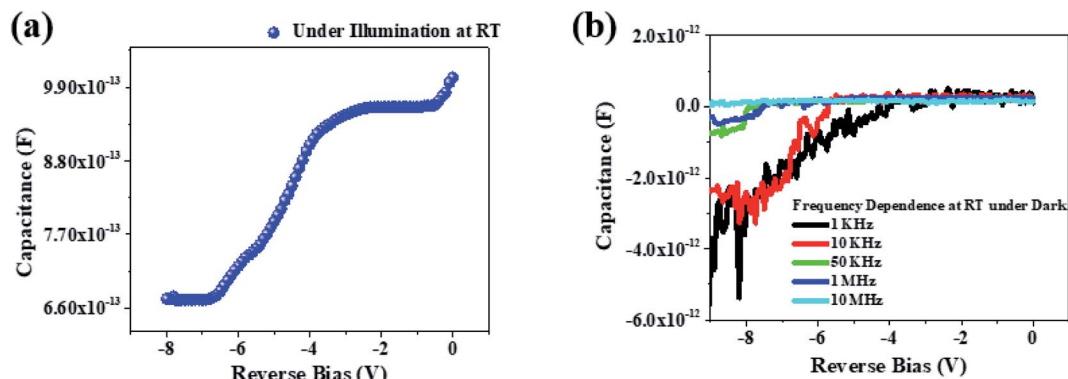 (a)
Under Illumination at RT
Capacitance (F)
9.90x10⁻¹³
8.80x10⁻¹³
7.70x10⁻¹³
6.60x10⁻¹³
-8 -6 -4 -2 0
Reverse Bias (V)
(b)
Capacitance (F)
2.0x10⁻¹²
0.0
-2.0x10⁻¹²
-4.0x10⁻¹²
-6.0x10⁻¹²
Frequency Dependence at RT under Dark
1 KHz
10 KHz
50 KHz
1 MHz
10 MHz
-8 -6 -4 -2 0
Reverse Bias (V)